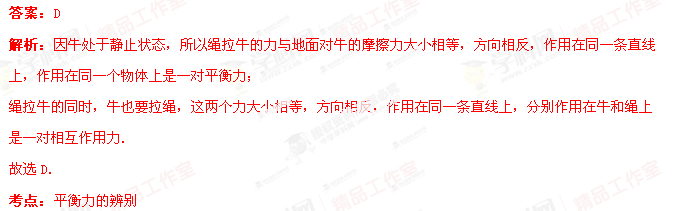 答案：D
解析：因牛处于静止状态，所以绳拉牛的力与地面对牛的摩擦力大小相等，方向相反，作用在同一条直线
上，作用在同一个物体上是一对平衡力；
绳拉牛的同时，牛也要拉绳，这两个力大小相等，方向相反．作用在同一条直线上，分别作用在牛和绳上
是一对相互作用力．
故选 D．
考点：平衡力的辨别
精品工作室